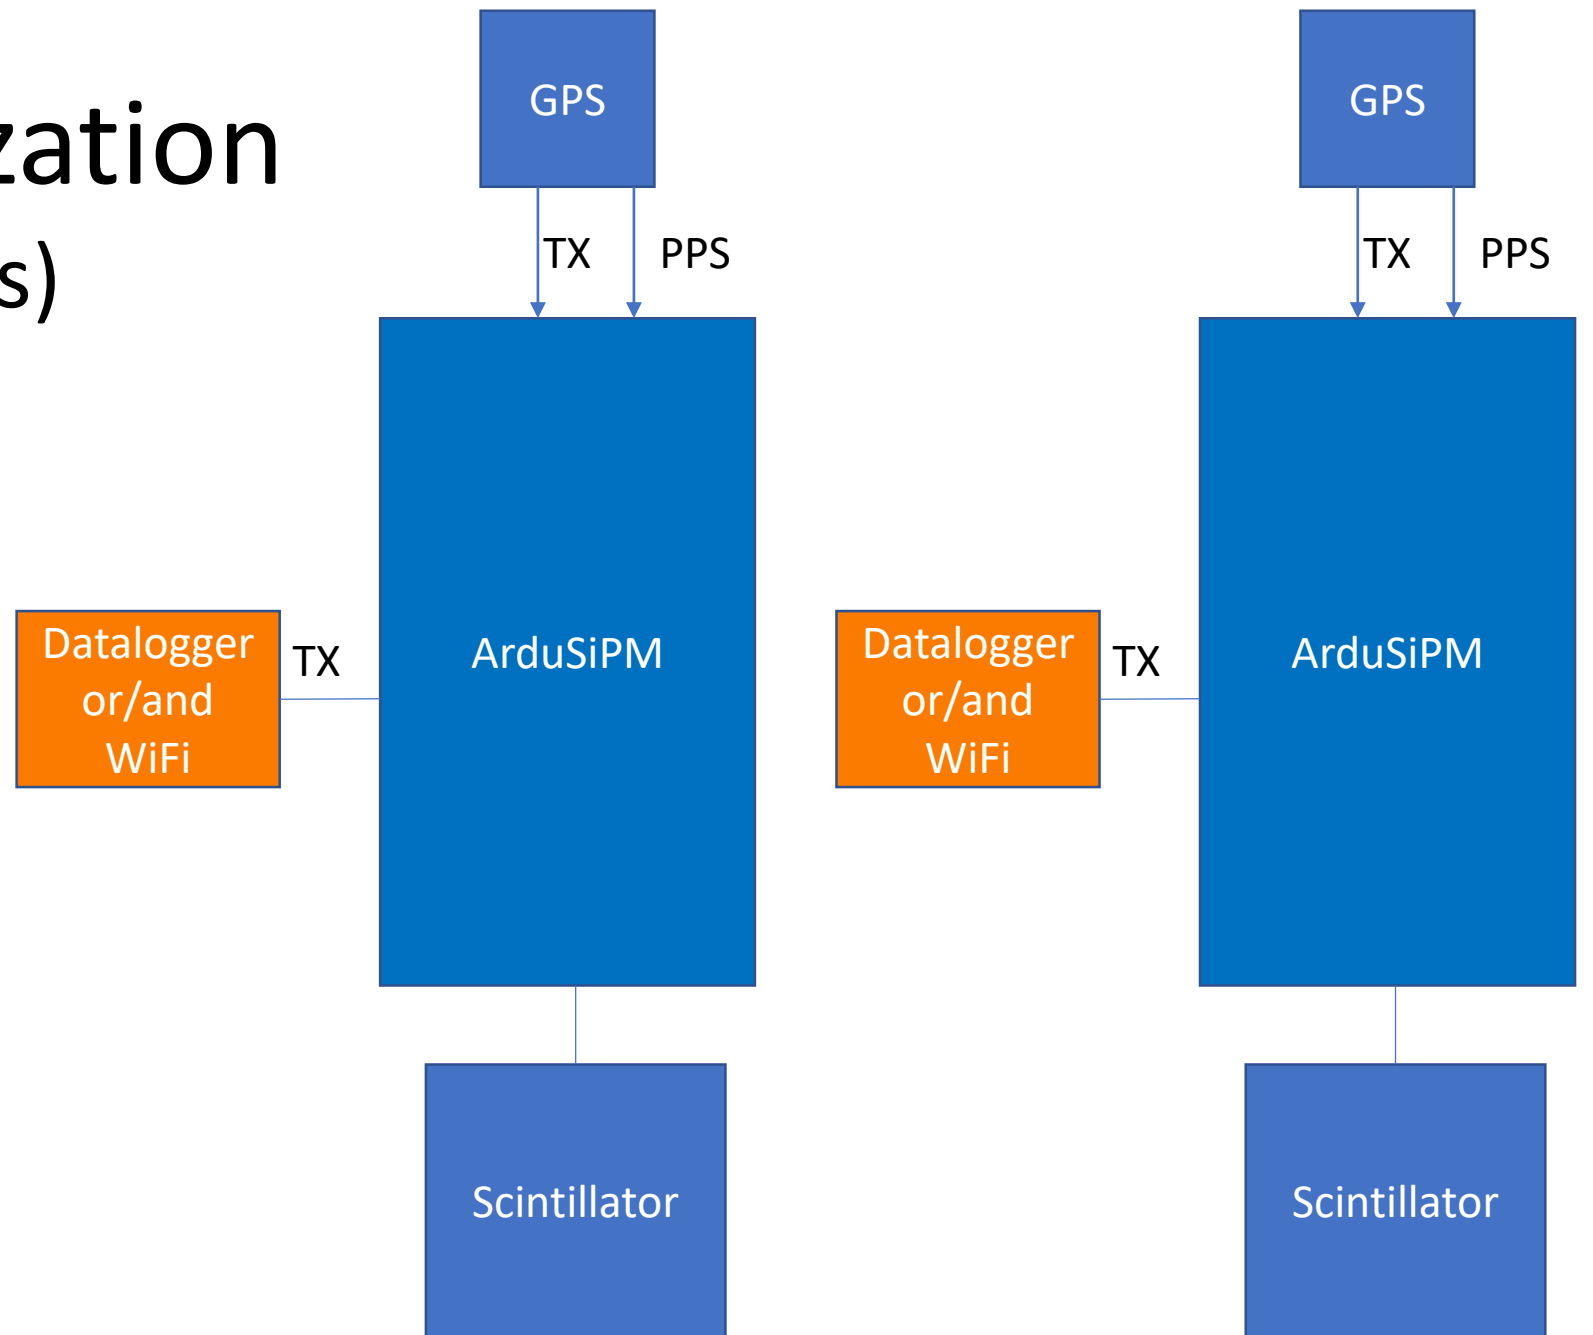 zation
s)
GPS
TX PPS
ArduSiPM
Datalogger
or/and
WiFi
TX
Scintillator
GPS
TX PPS
ArduSiPM
Datalogger
or/and
WiFi
TX
Scintillator